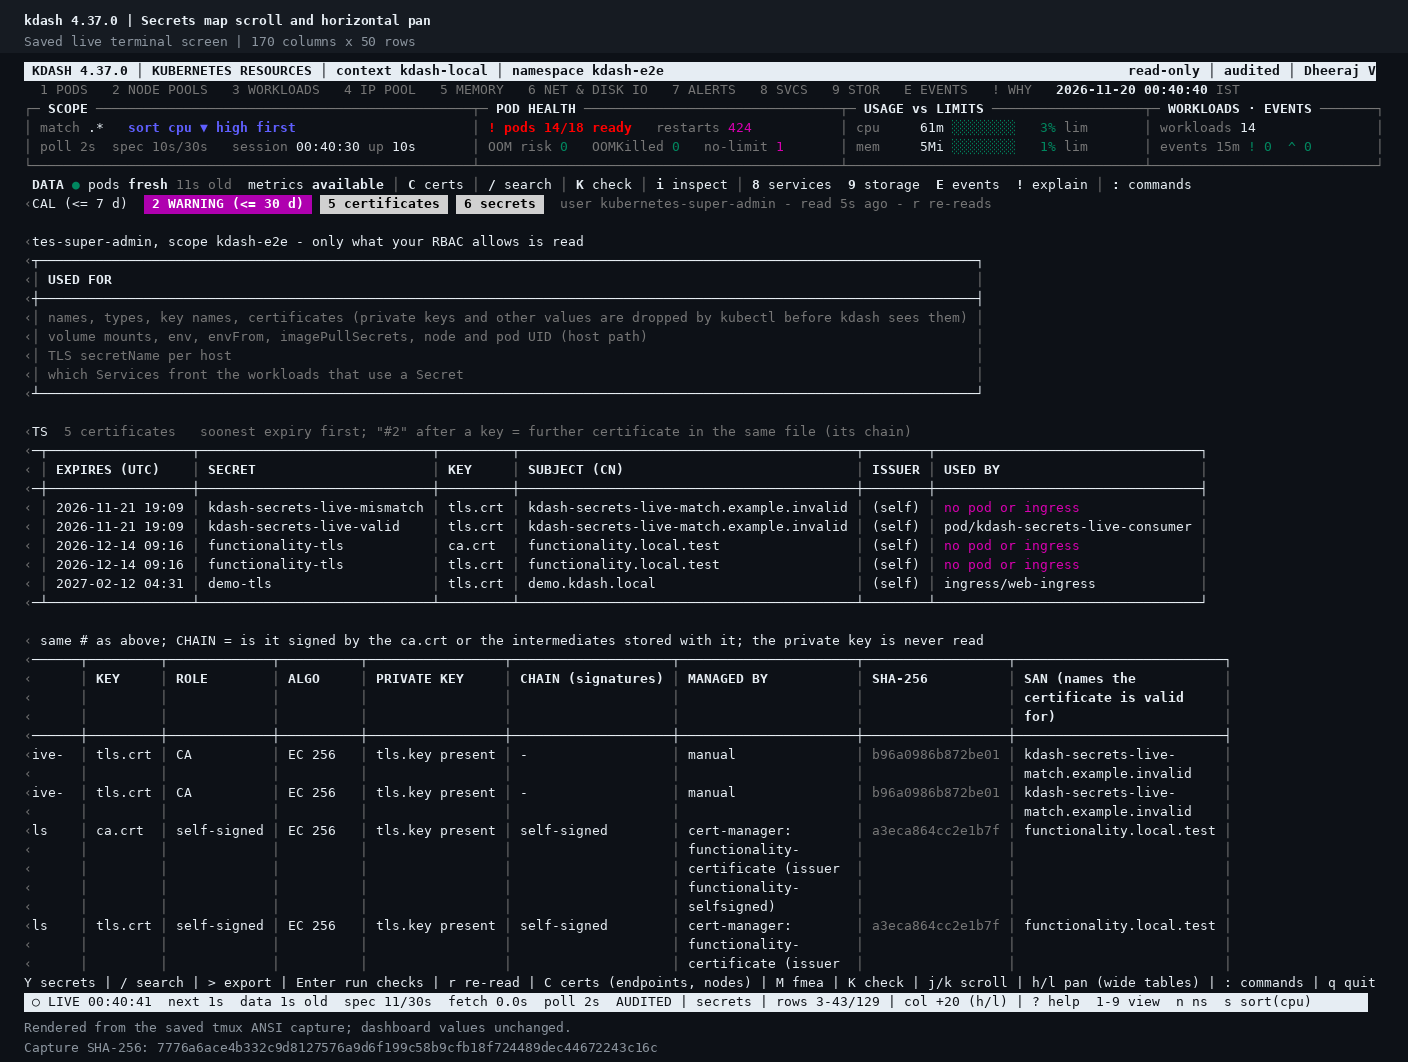 kdash 4.37.0 | Secrets map scroll and horizontal pan
Saved live terminal screen | 170 columns x 50 rows
KDASH 4.37.0 │ KUBERNETES RESOURCES │ context kdash-local │ namespace kdash-e2e read-only │ audited │ Dheeraj V
1 PODS 2 NODE POOLS 3 WORKLOADS 4 IP POOL 5 MEMORY 6 NET & DISK IO 7 ALERTS 8 SVCS 9 STOR E EVENTS ! WHY 2026-11-20 00:40:40 IST
SCOPE POD HEALTH USAGE vs LIMITS WORKLOADS · EVENTS
│ match .* sort cpu ▼ high first │ ! pods 14/18 ready restarts 424 │ cpu 61m ░░░░░░░░ 3% lim │ workloads 14 │
│ poll 2s spec 10s/30s session 00:40:30 up 10s │ OOM risk 0 OOMKilled 0 no-limit 1 │ mem 5Mi ░░░░░░░░ 1% lim │ events 15m ! 0 ^ 0 │
DATA ● pods fresh 11s old metrics available │ C certs │ / search │ K check │ i inspect │ 8 services 9 storage E events ! explain │ : commands
‹CAL (<= 7 d) 2 WARNING (<= 30 d) 5 certificates 6 secrets user kubernetes-super-admin - read 5s ago - r re-reads
‹tes-super-admin, scope kdash-e2e - only what your RBAC allows is read
‹│ USED FOR │
‹│ names, types, key names, certificates (private keys and other values are dropped by kubectl before kdash sees them) │
‹│ volume mounts, env, envFrom, imagePullSecrets, node and pod UID (host path) │
‹│ TLS secretName per host │
‹│ which Services front the workloads that use a Secret │
‹TS 5 certificates soonest expiry first; "#2" after a key = further certificate in the same file (its chain)
‹ │ EXPIRES (UTC) │ SECRET │ KEY │ SUBJECT (CN) │ ISSUER │ USED BY │
‹ │ 2026-11-21 19:09 │ kdash-secrets-live-mismatch │ tls.crt │ kdash-secrets-live-match.example.invalid │ (self) │ no pod or ingress │
‹ │ 2026-11-21 19:09 │ kdash-secrets-live-valid │ tls.crt │ kdash-secrets-live-match.example.invalid │ (self) │ pod/kdash-secrets-live-consumer │
‹ │ 2026-12-14 09:16 │ functionality-tls │ ca.crt │ functionality.local.test │ (self) │ no pod or ingress │
‹ │ 2026-12-14 09:16 │ functionality-tls │ tls.crt │ functionality.local.test │ (self) │ no pod or ingress │
‹ │ 2027-02-12 04:31 │ demo-tls │ tls.crt │ demo.kdash.local │ (self) │ ingress/web-ingress │
‹ same # as above; CHAIN = is it signed by the ca.crt or the intermediates stored with it; the private key is never read
‹ │ KEY │ ROLE │ ALGO │ PRIVATE KEY │ CHAIN (signatures) │ MANAGED BY │ SHA-256 │ SAN (names the │
‹ │ │ │ │ │ │ │ │ certificate is valid │
‹ │ │ │ │ │ │ │ │ for) │
‹ive- │ tls.crt │ CA │ EC 256 │ tls.key present │ - │ manual │ b96a0986b872be01 │ kdash-secrets-live- │
‹ │ │ │ │ │ │ │ │ match.example.invalid │
‹ive- │ tls.crt │ CA │ EC 256 │ tls.key present │ - │ manual │ b96a0986b872be01 │ kdash-secrets-live- │
‹ │ │ │ │ │ │ │ │ match.example.invalid │
‹ls │ ca.crt │ self-signed │ EC 256 │ tls.key present │ self-signed │ cert-manager: │ a3eca864cc2e1b7f │ functionality.local.test │
‹ │ │ │ │ │ │ functionality- │ │ │
‹ │ │ │ │ │ │ certificate (issuer │ │ │
‹ │ │ │ │ │ │ functionality- │ │ │
‹ │ │ │ │ │ │ selfsigned) │ │ │
‹ls │ tls.crt │ self-signed │ EC 256 │ tls.key present │ self-signed │ cert-manager: │ a3eca864cc2e1b7f │ functionality.local.test │
‹ │ │ │ │ │ │ functionality- │ │ │
‹ │ │ │ │ │ │ certificate (issuer │ │ │
Y secrets | / search | > export | Enter run checks | r re-read | C certs (endpoints, nodes) | M fmea | K check | j/k scroll | h/l pan (wide tables) | : commands | q quit
○ LIVE 00:40:41 next 1s data 1s old spec 11/30s fetch 0.0s poll 2s AUDITED | secrets | rows 3-43/129 | col +20 (h/l) | ? help 1-9 view n ns s sort(cpu)
Rendered from the saved tmux ANSI capture; dashboard values unchanged.
Capture SHA-256: 7776a6ace4b332c9d8127576a9d6f199c58b9cfb18f724489dec44672243c16c